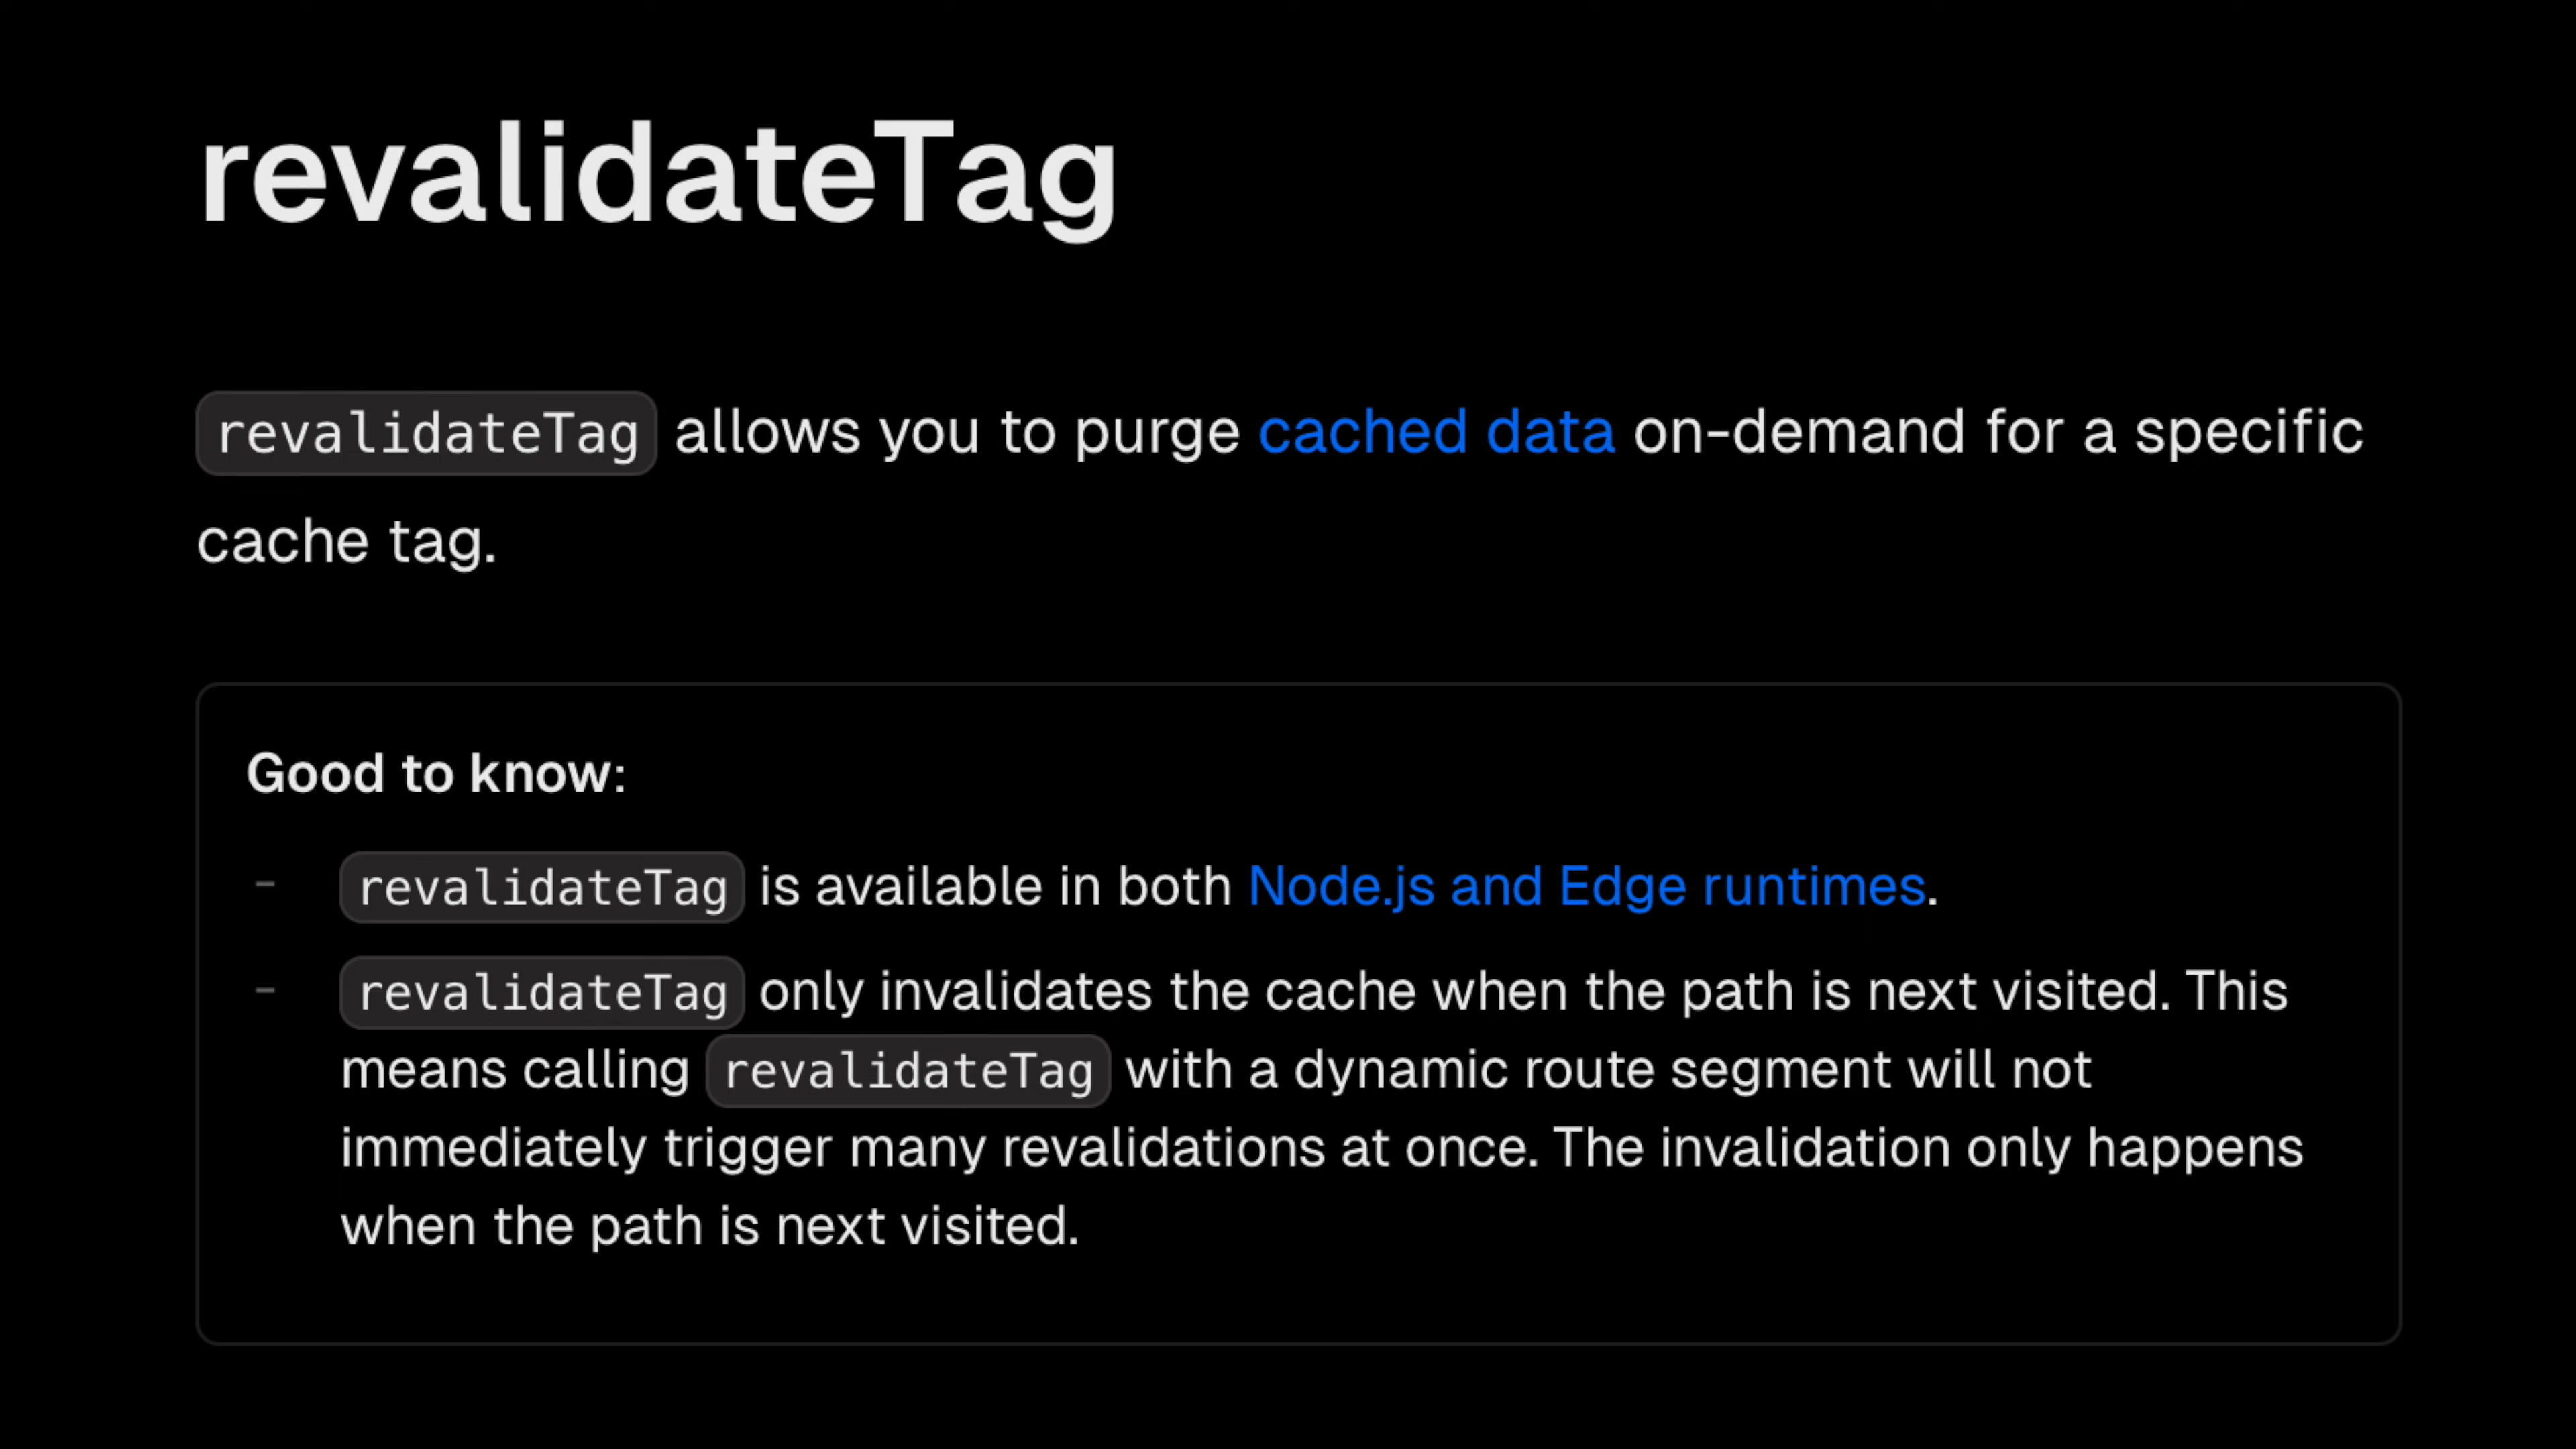 revalidateTag
revalidateTag allows you to purge cached data on-demand for a specific
cache tag.
Good to know:
- revalidateTag is available in both Node.js and Edge runtimes.
- revalidateTag only invalidates the cache when the path is next visited. This
means calling revalidateTag with a dynamic route segment will not
immediately trigger many revalidations at once. The invalidation only happens
when the path is next visited.